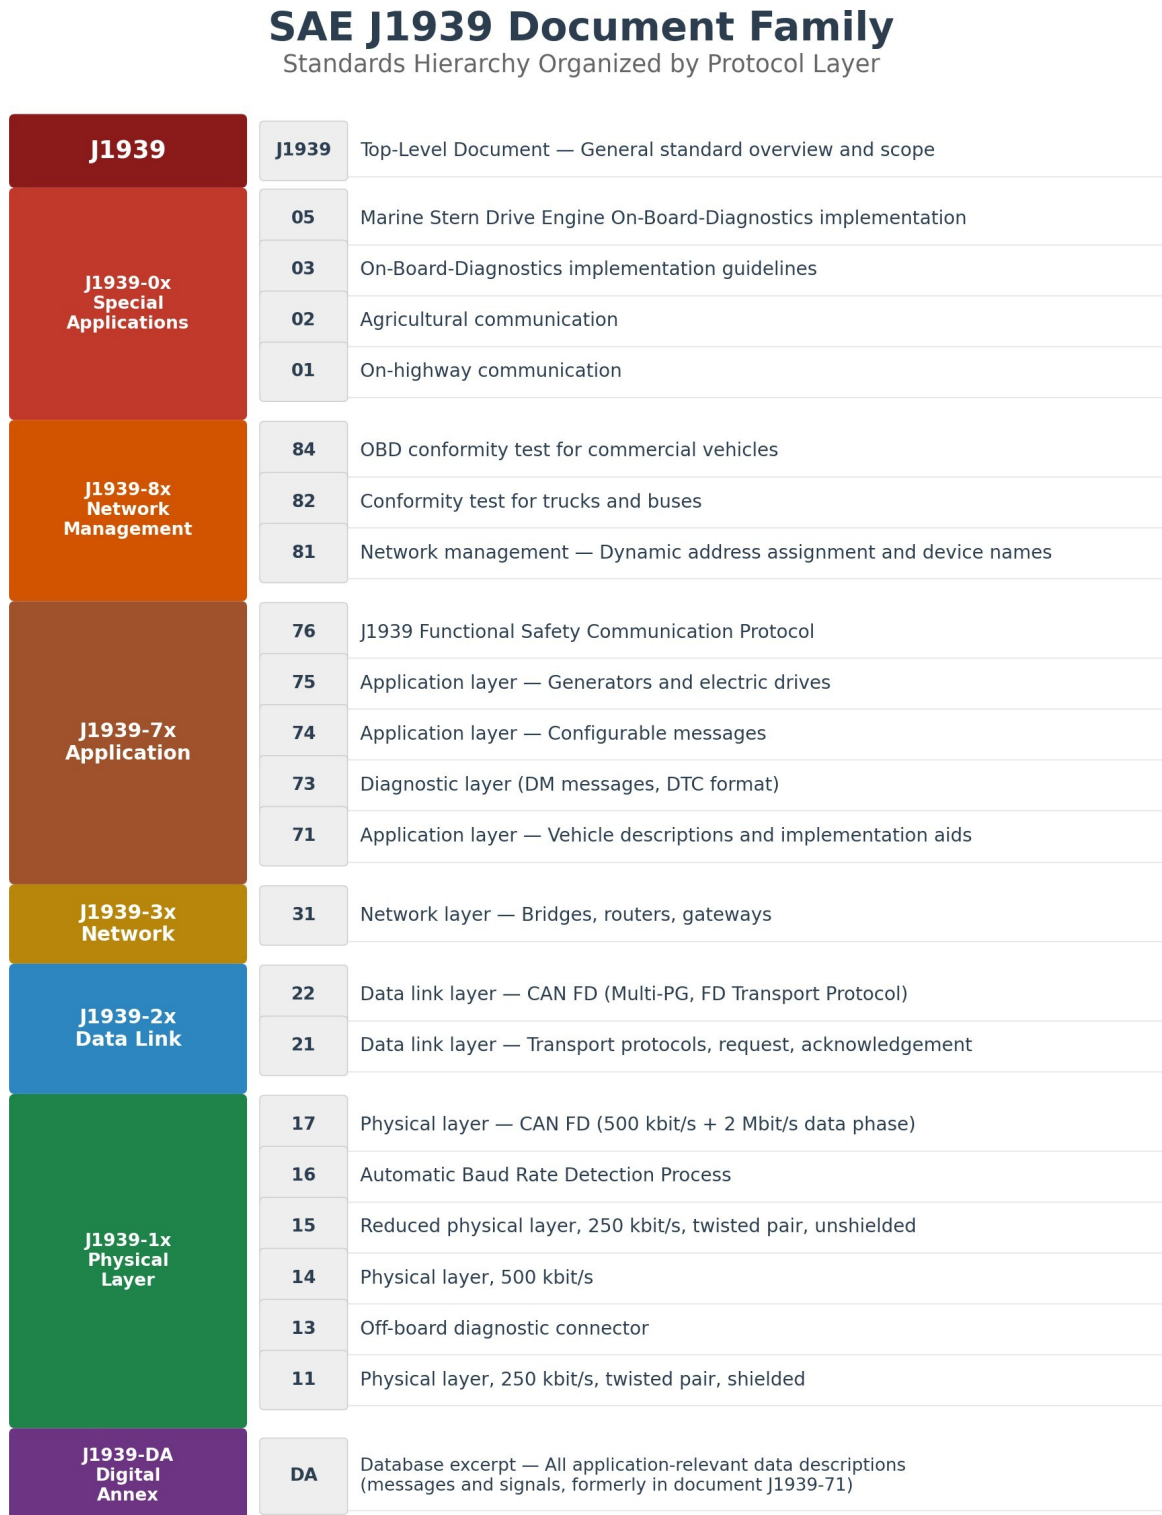 SAE J1939 Document Family
Standards Hierarchy Organized by Protocol Layer
J1939
J1939
Top-Level Document — General standard overview and scope
J1939-0x
Special
Applications
05
Marine Stern Drive Engine On-Board-Diagnostics implementation
03
On-Board-Diagnostics implementation guidelines
02
Agricultural communication
01
On-highway communication
J1939-8x
Network
Management
84
OBD conformity test for commercial vehicles
82
Conformity test for trucks and buses
81
Network management — Dynamic address assignment and device names
J1939-7x
Application
76
J1939 Functional Safety Communication Protocol
75
Application layer — Generators and electric drives
74
Application layer — Configurable messages
73
Diagnostic layer (DM messages, DTC format)
71
Application layer — Vehicle descriptions and implementation aids
J1939-3x
Network
31
Network layer — Bridges, routers, gateways
J1939-2x
Data Link
22
Data link layer — CAN FD (Multi-PG, FD Transport Protocol)
21
Data link layer — Transport protocols, request, acknowledgement
J1939-1x
Physical
Layer
17
Physical layer — CAN FD (500 kbit/s + 2 Mbit/s data phase)
16
Automatic Baud Rate Detection Process
15
Reduced physical layer, 250 kbit/s, twisted pair, unshielded
14
Physical layer, 500 kbit/s
13
Off-board diagnostic connector
11
Physical layer, 250 kbit/s, twisted pair, shielded
J1939-DA
Digital
Annex
DA
Database excerpt — All application-relevant data descriptions
(messages and signals, formerly in document J1939-71)